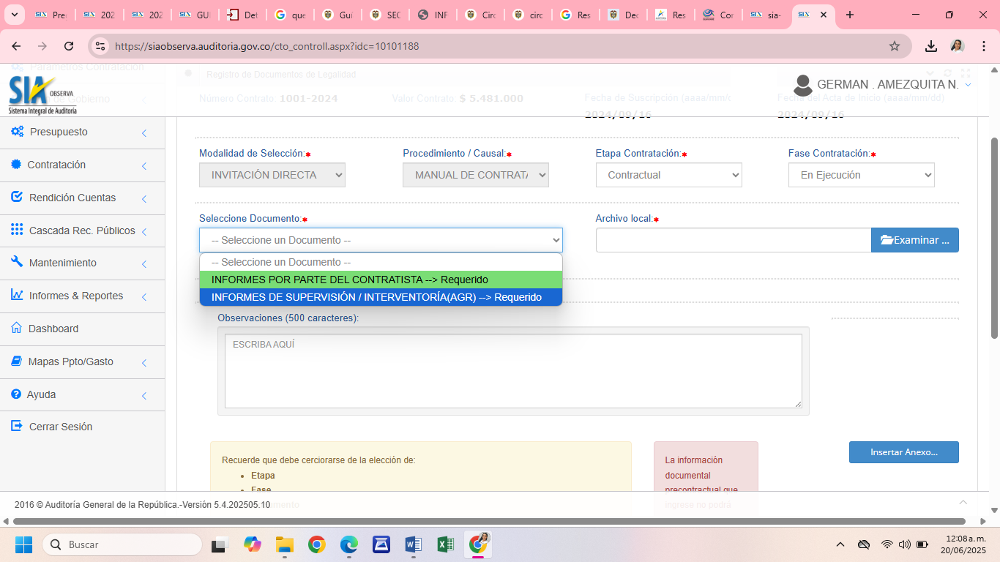 Pre
202
202
GUI
Det
que
Guí
SEC
INF
Circ
circ
Res
Dec
Res
Cor
sia-
https://siaobserva.auditoria.gov.co/cto_controll.aspx?idc=10101188
Parámetros Contratación
de Gobierno
SIA OBSERVA
Sistema Integral de Auditoría
Registro de Documentos de Legalidad
GERMAN . AMEZQUITA N.
Número Contrato: 1001-2024
Valor Contrato: $ 5.481.000
Fecha de Suscripción (aaaa/mm/d
2024/09/16
Fecha del Acta de Inicio (aaaa/mm/dd)
2024/09/16
Presupuesto
Contratación
Rendición Cuentas
Cascada Rec. Públicos
Mantenimiento
Informes & Reportes
Dashboard
Mapas Ppto/Gasto
Ayuda
Cerrar Sesión
Modalidad de Selección:*
INVITACIÓN DIRECTA
Procedimiento / Causal:*
MANUAL DE CONTRATA
Etapa Contratación:*
Contractual
Fase Contratación:*
En Ejecución
Seleccione Documento:*
-- Seleccione un Documento --
-- Seleccione un Documento --
INFORMES POR PARTE DEL CONTRATISTA --> Requerido
INFORMES DE SUPERVISIÓN / INTERVENTORÍA(AGR) --> Requerido
Archivo local:*
Examinar ...
Observaciones (500 caracteres):
ESCRIBA AQUÍ
Recuerde que debe cerciorarse de la elección de:
• Etapa
• Fase
La información
documental
precontractual que
ingrese no podrá
Insertar Anexo...
2016 © Auditoría General de la República.-Versión 5.4.202505.10
Buscar
12:08 a. m.
20/06/2025